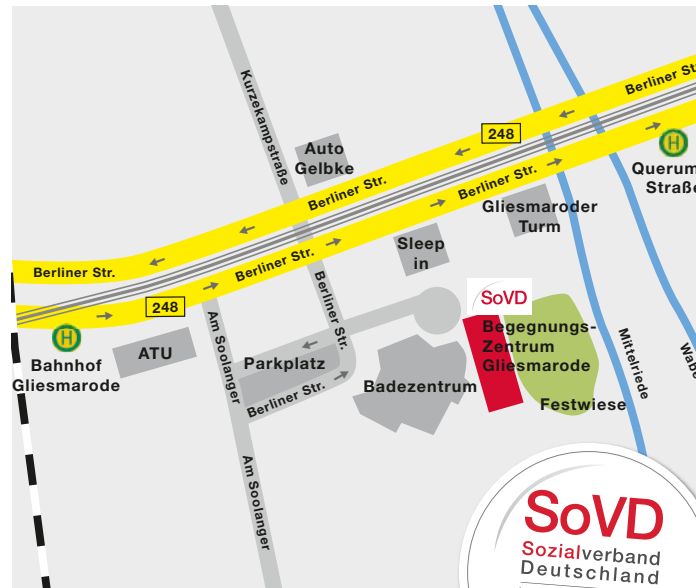 Kurzekampstraße
Berliner Str.
248
H
Auto
Gelbke
Berliner Str.
Berliner Str.
Gliesmaroder
Turm
Sleep
in
Berliner Str.
Berliner Str.
248
H
Bahnhof
Gliesmarode
ATU
Am Soolanger
Berliner Str.
Parkplatz
Berliner Str.
Badezentrum
SoVD
Begegnungs-
Zentrum
Gliesmarode
Festwiese
Mittelriede
Straße
Am Soolanger
SoVD
Sozialverband
Deutschland